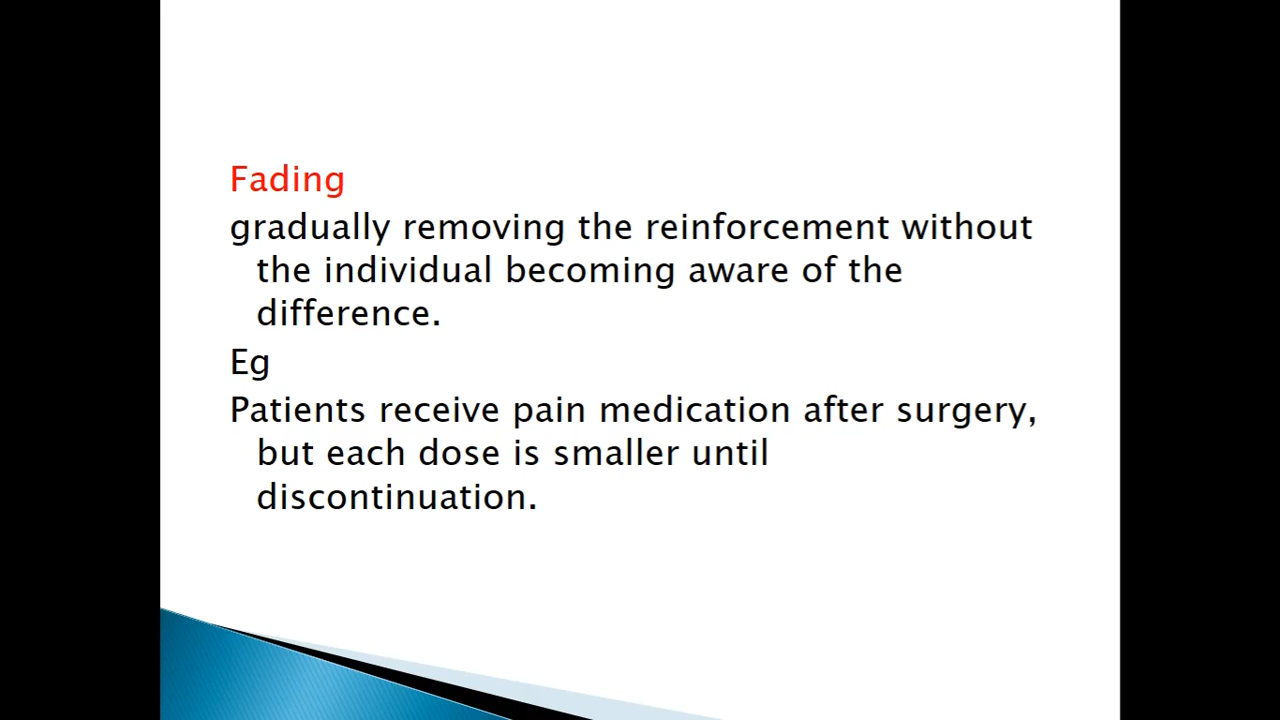 Fading
gradually removing the reinforcement without
the individual becoming aware of the
difference.
Eg
Patients receive pain medication after surgery,
but each dose is smaller until
discontinuation.